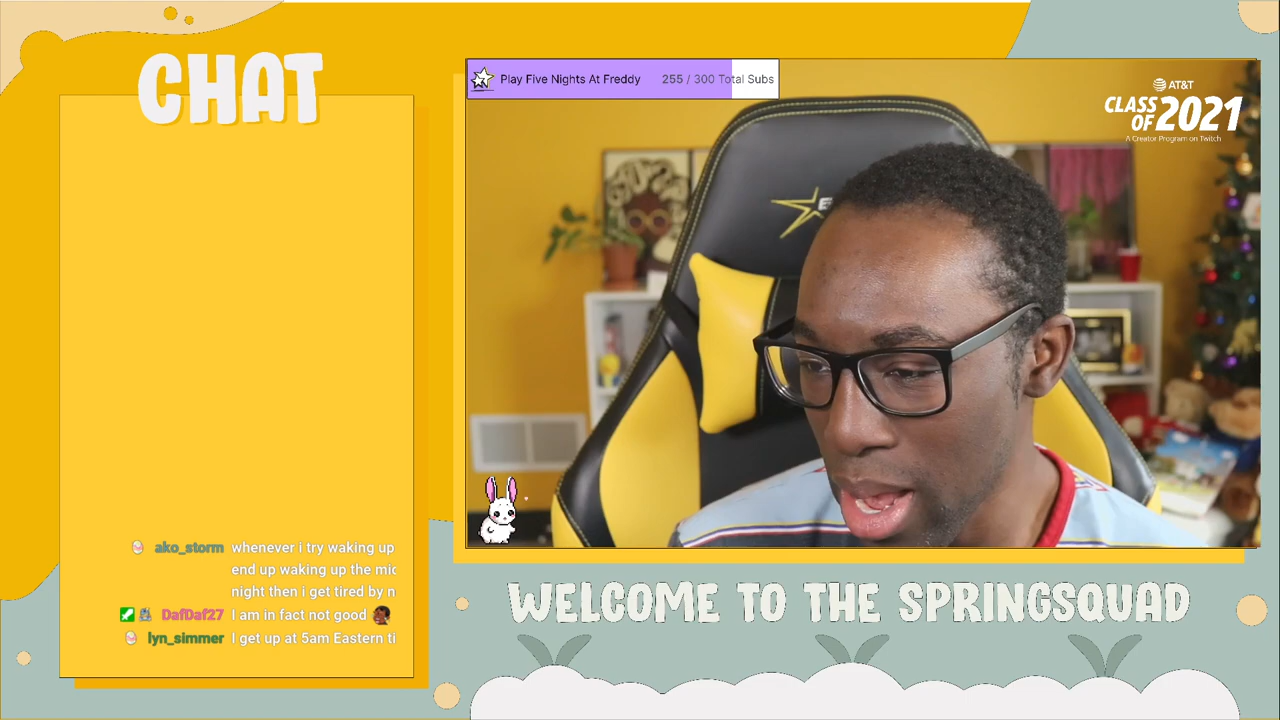 CHAT
Play Five Nights At Freddy 255 / 300 Total Subs
AT&T
CLASS
OF 2021
A Creator Program on Twitch
ako_storm whenever i try waking up
end up waking up the mic
night then i get tired by n
DafDaf27 I am in fact not good
lyn_simmer I get up at 5am Eastern ti
WELCOME TO THE SPRINGSQUAD